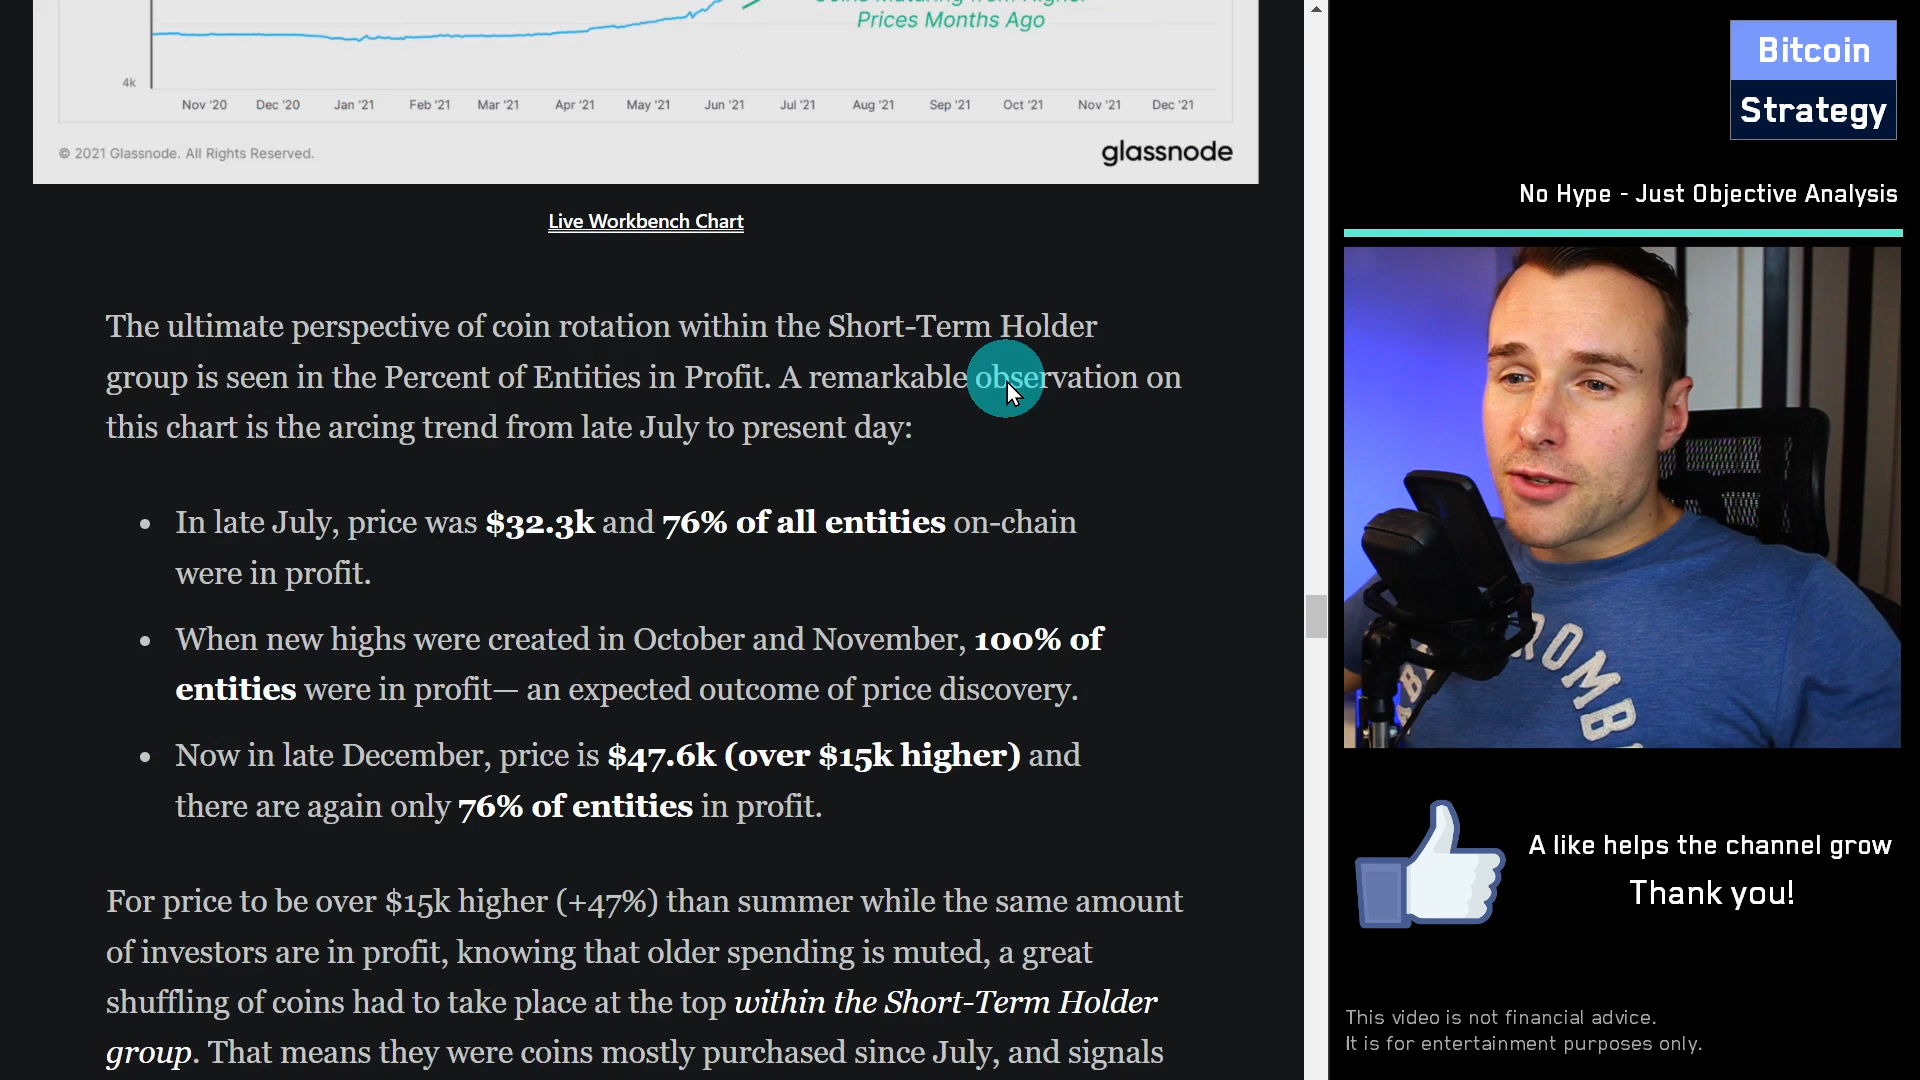 Prices Months Ago
4k
Nov '20 Dec '20 Jan '21 Feb '21 Mar '21 Apr '21 May '21 Jun '21 Jul '21 Aug '21 Sep '21 Oct '21 Nov '21 Dec '21
© 2021 Glassnode. All Rights Reserved.
glassnode
Live Workbench Chart
The ultimate perspective of coin rotation within the Short-Term Holder
group is seen in the Percent of Entities in Profit. A remarkable observation on
this chart is the arcing trend from late July to present day:
• In late July, price was $32.3k and 76% of all entities on-chain
were in profit.
• When new highs were created in October and November, 100% of
entities were in profit— an expected outcome of price discovery.
• Now in late December, price is $47.6k (over $15k higher) and
there are again only 76% of entities in profit.
For price to be over $15k higher (+47%) than summer while the same amount
of investors are in profit, knowing that older spending is muted, a great
shuffling of coins had to take place at the top within the Short-Term Holder
group. That means they were coins mostly purchased since July, and signals
Bitcoin
Strategy
No Hype - Just Objective Analysis
A like helps the channel grow
Thank you!
This video is not financial advice.
It is for entertainment purposes only.